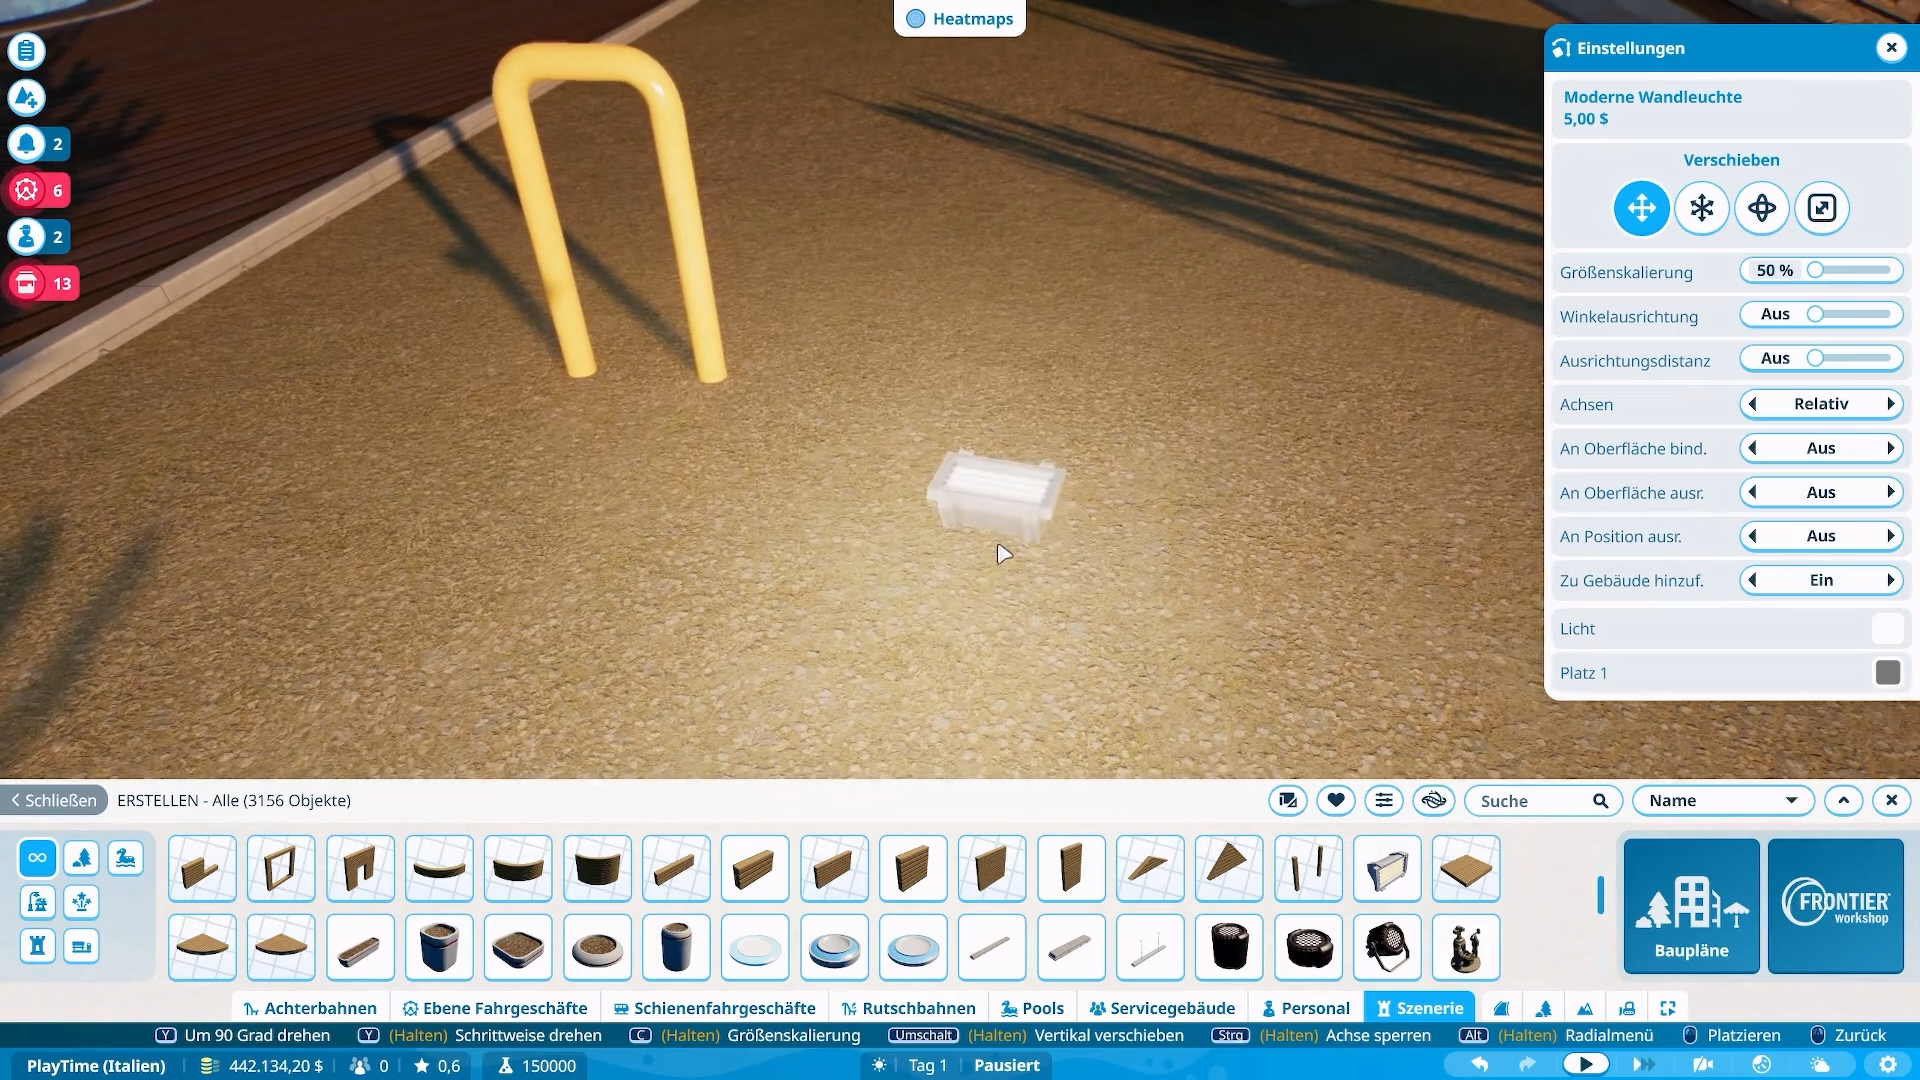 Heatmaps
2
6
2
13
Einstellungen
Moderne Wandleuchte
5,00 $
Verschieben
Größenskalierung 50 %
Winkelausrichtung Aus
Ausrichtungsdistanz Aus
Achsen Relativ
An Oberfläche bind. Aus
An Oberfläche ausr. Aus
An Position ausr. Aus
Zu Gebäude hinzuf. Ein
Licht
Platz 1
Schließen ERSTELLEN - Alle (3156 Objekte) Suche Name
Baupläne
FRONTIER workshop
Achterbahnen Ebene Fahrgeschäfte Schienenfahrgeschäfte Rutschbahnen Pools Servicegebäude Personal Szenerie
Y Um 90 Grad drehen Y (Halten) Schrittweise drehen C (Halten) Größenskalierung Umschalt (Halten) Vertikal verschieben Strg (Halten) Achse sperren Alt (Halten) Radialmenü Platzieren Zurück
PlayTime (Italien) 442.134,20 $ 0 0,6 150000 Tag 1 Pausiert